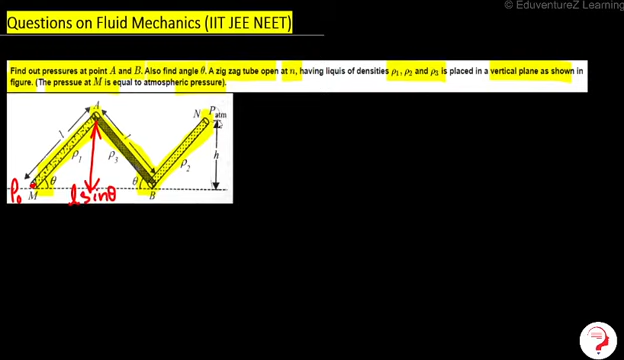 © EduventureZ Learning
Questions on Fluid Mechanics (IIT JEE NEET)
Find out pressures at point A and B. Also find angle θ. A zig zag tube open at n, having liquis of densities ρ₁, ρ₂ and ρ₃ is placed in a vertical plane as shown in
figure. (The pressue at M is equal to atmospheric pressure).
A
N P atm
l
l
ρ₁
ρ₃
ρ₂
h
P₀
θ
θ
M
l sinθ
B